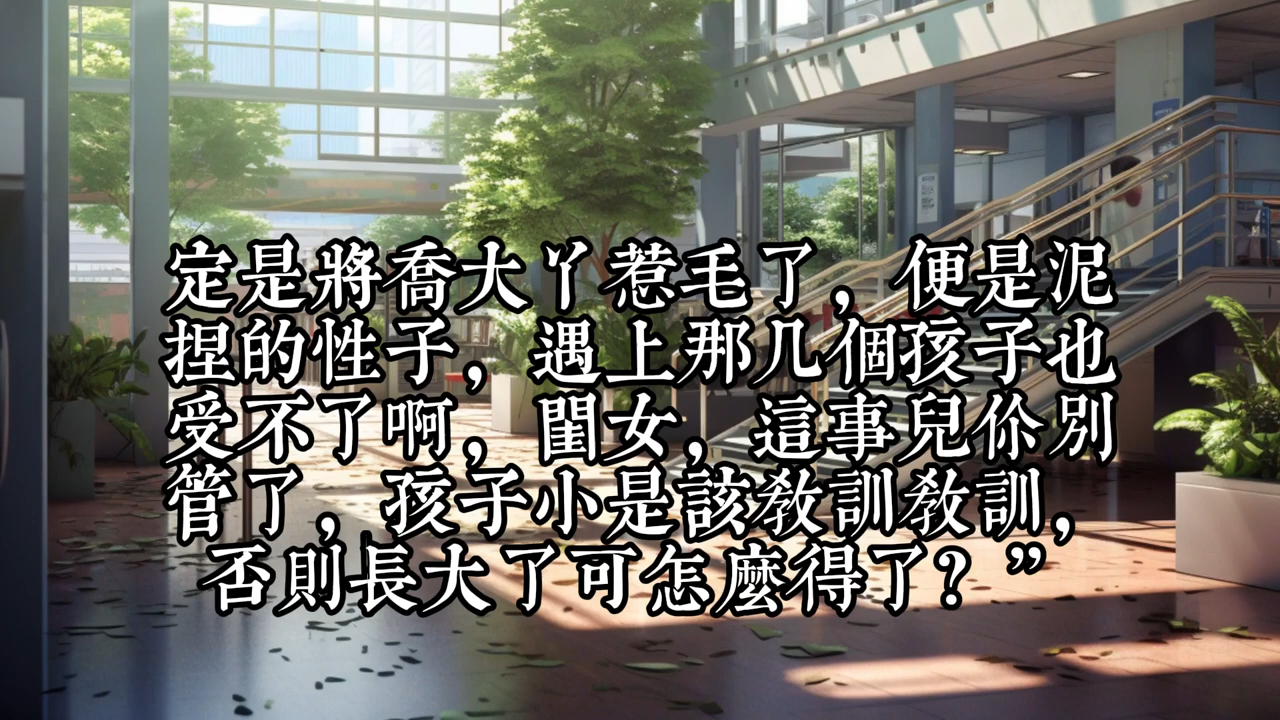 定是將喬大丫惹毛了，便是泥
捏的性子，遇上那几個孩子也
受不了啊，閨女，這事兒你別
管了，孩子小是該教訓教訓，
否則長大了可怎麼得了？”